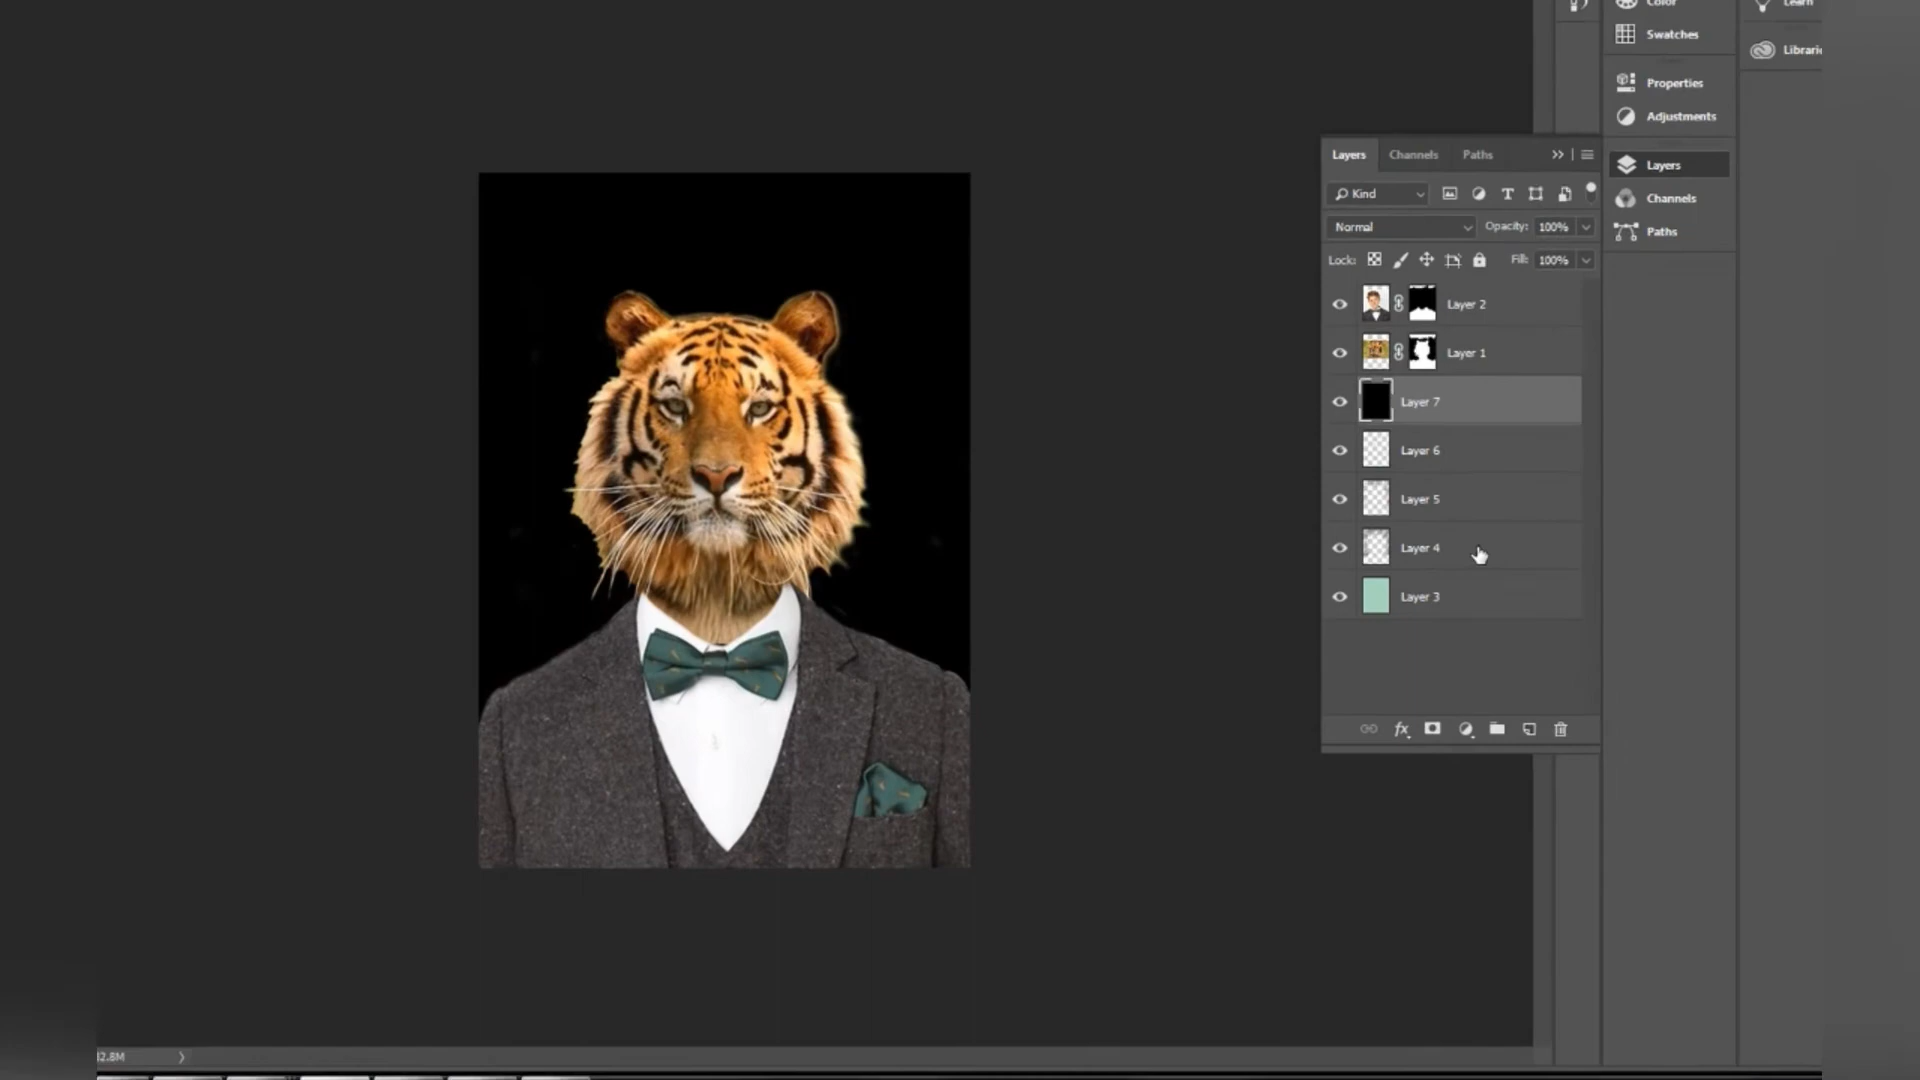 Color
Learn
Swatches
Librari
Properties
Adjustments
Layers
Channels
Paths
Layers Channels Paths
Kind
Normal Opacity: 100%
Lock: Fill: 100%
Layer 2
Layer 1
Layer 7
Layer 6
Layer 5
Layer 4
Layer 3
fx
2.8M